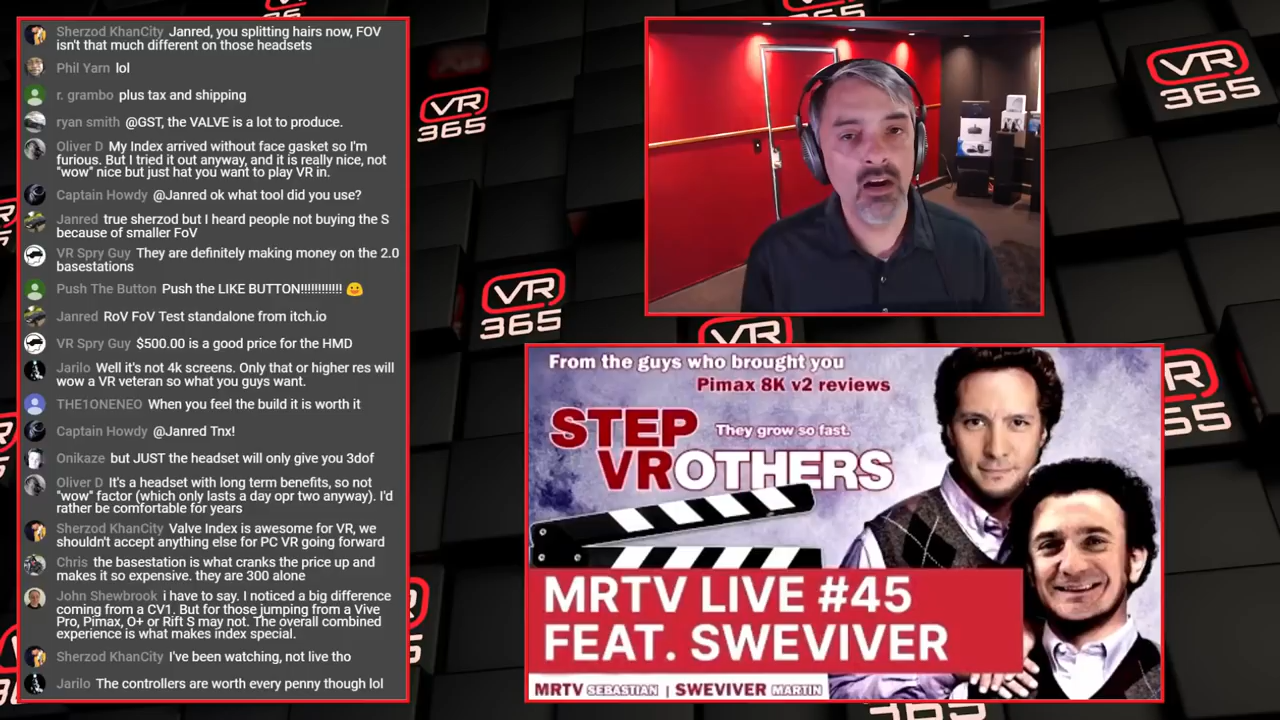 Sherzod KhanCity Janred, you splitting hairs now, FOV
isn't that much different on those headsets
Phil Yarn lol
r. grambo plus tax and shipping
ryan smith @GST, the VALVE is a lot to produce.
Oliver D My Index arrived without face gasket so I'm
furious. But I tried it out anyway, and it is really nice, not
"wow" nice but just hat you want to play VR in.
Captain Howdy @Janred ok what tool did you use?
Janred true sherzod but I heard people not buying the S
because of smaller FoV
VR Spry Guy They are definitely making money on the 2.0
basestations
Push The Button Push the LIKE BUTTON!!!!!!!!!!!! 
Janred RoV FoV Test standalone from itch.io
VR Spry Guy $500.00 is a good price for the HMD
Jarilo Well it's not 4k screens. Only that or higher res will
wow a VR veteran so what you guys want.
THE1ONENEO When you feel the build it is worth it
Captain Howdy @Janred Tnx!
Onikaze but JUST the headset will only give you 3dof
Oliver D It's a headset with long term benefits, so not
"wow" factor (which only lasts a day opr two anyway). I'd
rather be comfortable for years
Sherzod KhanCity Valve Index is awesome for VR, we
shouldn't accept anything else for PC VR going forward
Chris the basestation is what cranks the price up and
makes it so expensive. they are 300 alone
John Shewbrook i have to say. I noticed a big difference
coming from a CV1. But for those jumping from a Vive
Pro, Pimax, O+ or Rift S may not. The overall combined
experience is what makes index special.
Sherzod KhanCity I've been watching, not live tho
Jarilo The controllers are worth every penny though lol
VR
365
VR
365
VR
365
VR
R
65
365
From the guys who brought you
Pimax 8K v2 reviews
STEP
They grow so fast.
VROTHERS
MRTV LIVE #45
FEAT. SWEVIVER
MRTV SEBASTIAN | SWEVIVER MARTIN